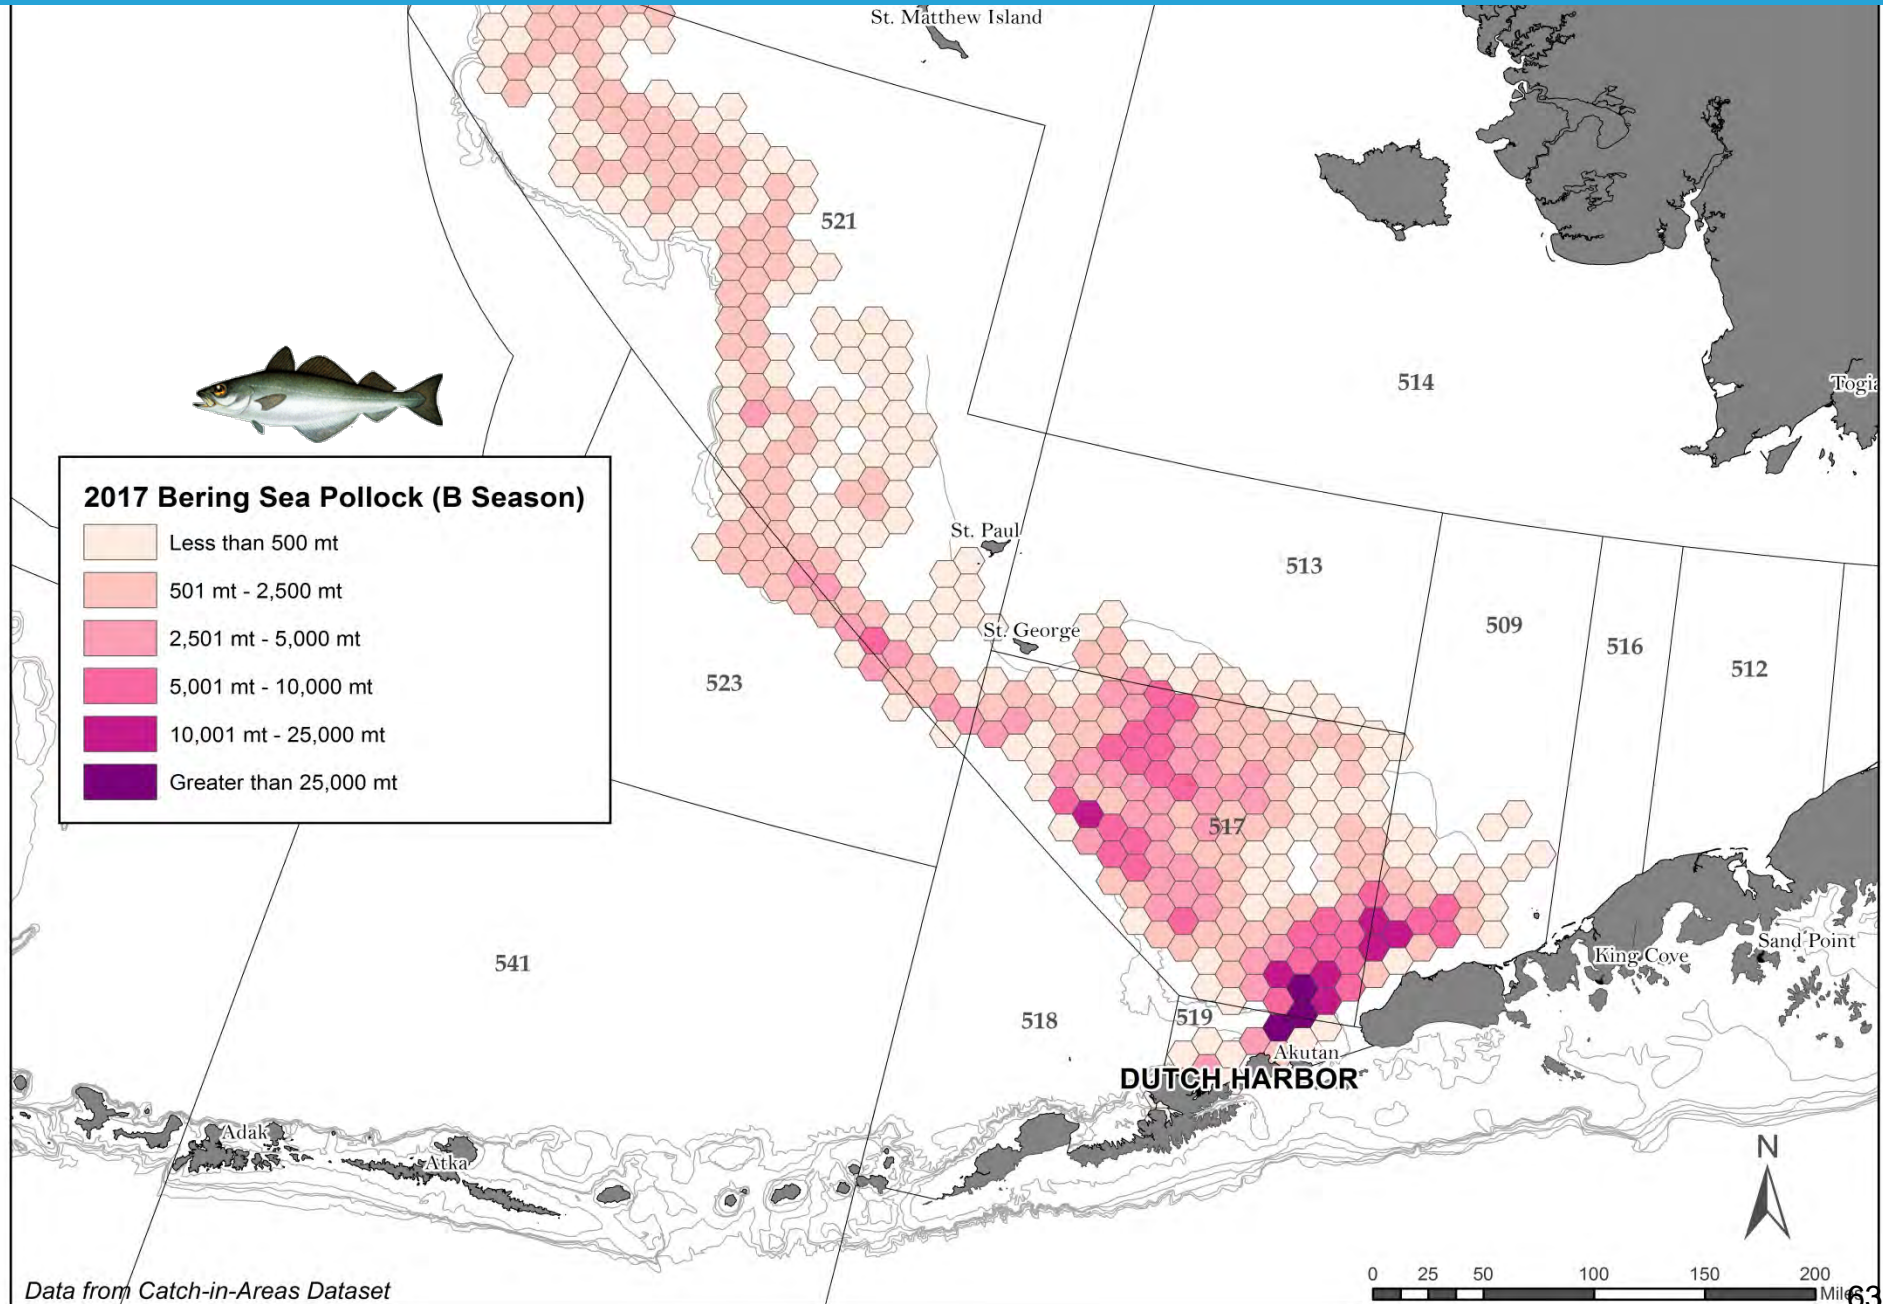 St. Matthew Island
521
514
Togia
2017 Bering Sea Pollock (B Season)
Less than 500 mt
501 mt - 2,500 mt
2,501 mt - 5,000 mt
5,001 mt - 10,000 mt
10,001 mt - 25,000 mt
Greater than 25,000 mt
St. Paul
513
St. George
509
516
512
523
517
Sand Point
King Cove
541
518
519
Akutan
DUTCH HARBOR
Adak
Atka
N
0 25 50 100 150 200
Miles
63
Data from Catch-in-Areas Dataset